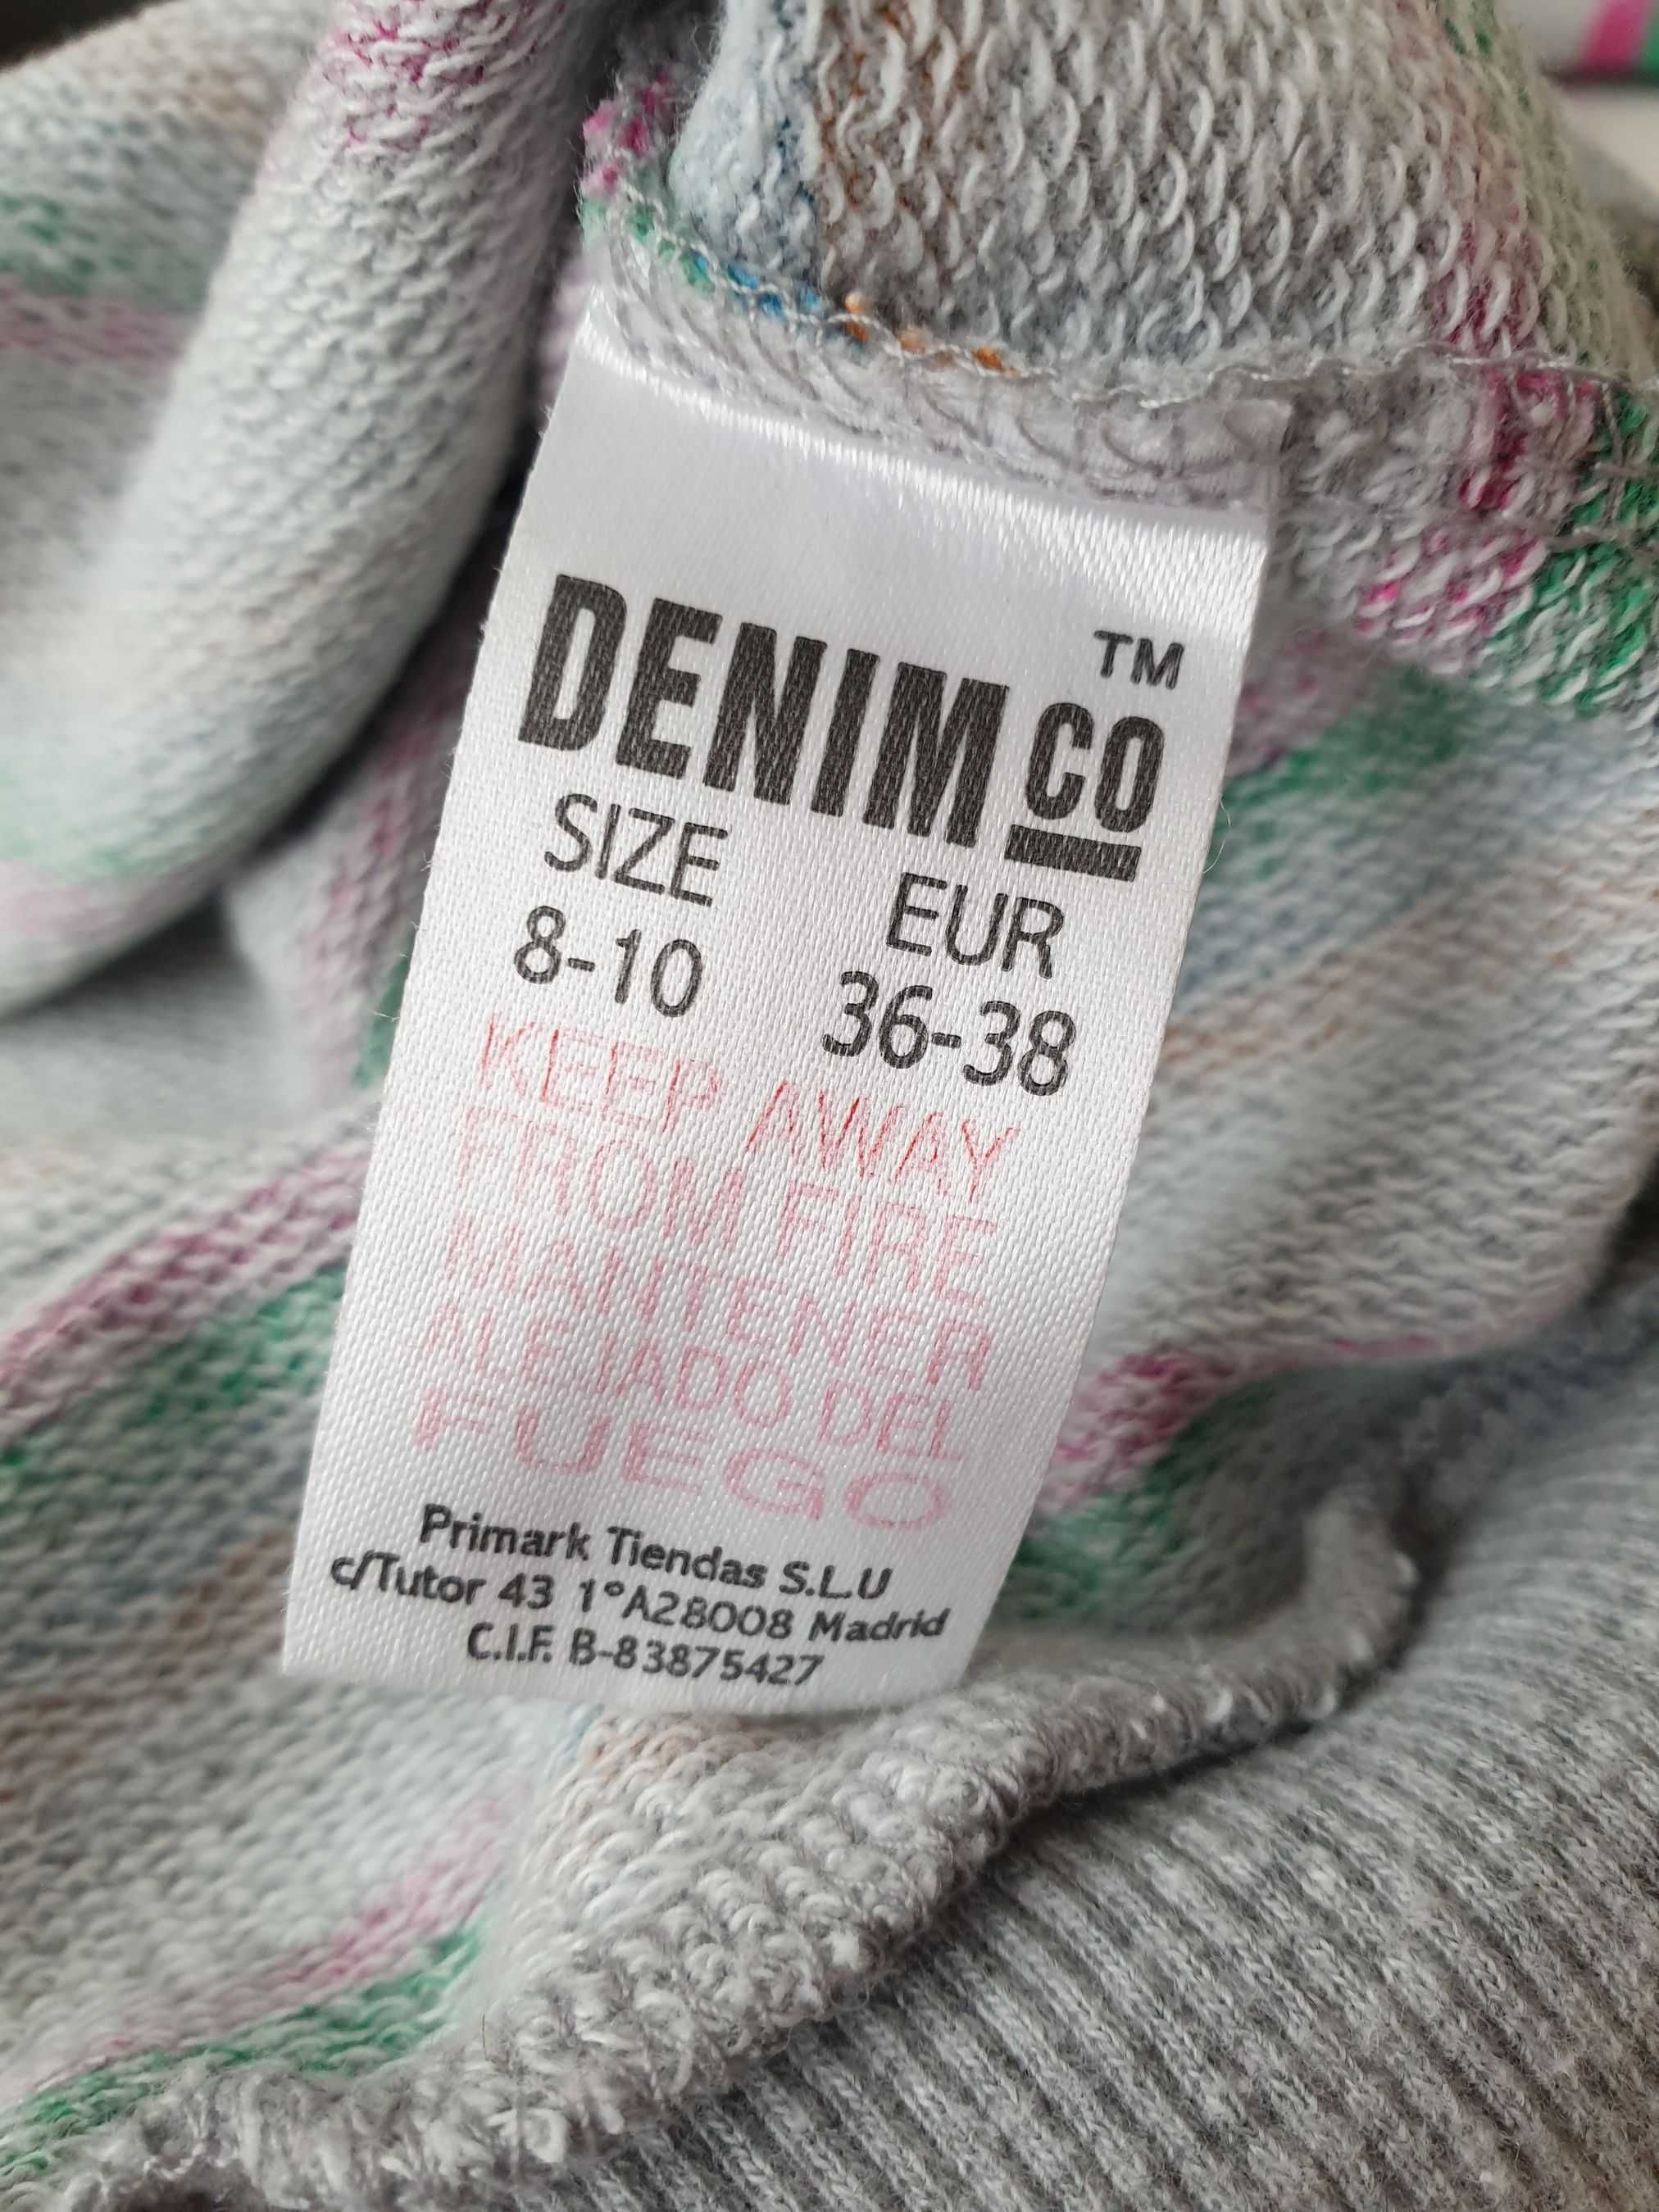 DENIM CO ™
SIZE EUR
8-10 36-38
KEEP AWAY
FROM FIRE
MANTENER
ALEJADO DEL
FUEGO
Primark Tiendas S.L.U
c/Tutor 43 1°A28008 Madrid
C.I.F. B-83875427